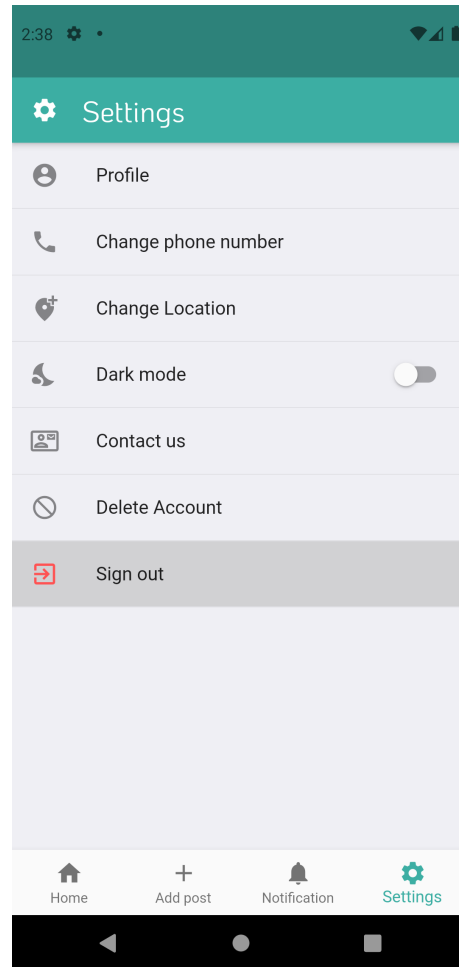 2:38
Settings
Profile
Change phone number
Change Location
Dark mode
Contact us
Delete Account
Sign out
Home Add post Notification Settings